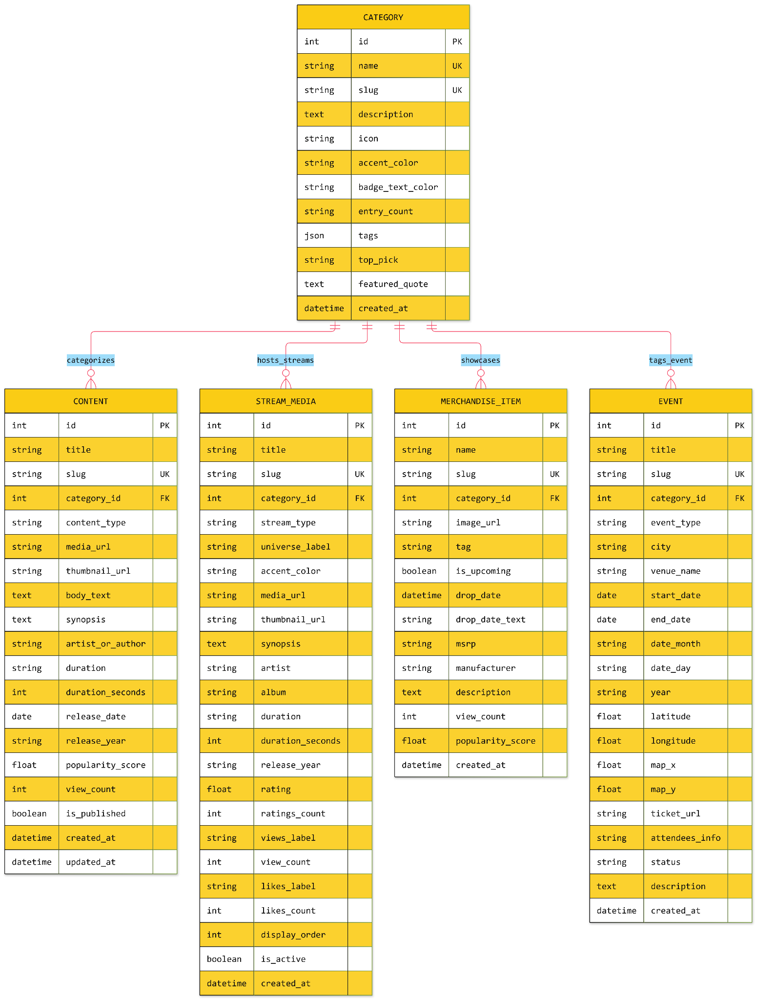 CATEGORY
int id PK
string name UK
string slug UK
text description
string icon
string accent_color
string badge_text_color
string entry_count
json tags
string top_pick
text featured_quote
datetime created_at
categorizes
hosts_streams
showcases
tags_event
CONTENT
int id PK
string title
string slug UK
int category_id FK
string content_type
string media_url
string thumbnail_url
text body_text
text synopsis
string artist_or_author
string duration
int duration_seconds
date release_date
string release_year
float popularity_score
int view_count
boolean is_published
datetime created_at
datetime updated_at
STREAM_MEDIA
int id PK
string title
string slug UK
int category_id FK
string stream_type
string universe_label
string accent_color
string media_url
string thumbnail_url
text synopsis
string artist
string album
string duration
int duration_seconds
string release_year
float rating
int ratings_count
string views_label
int view_count
string likes_label
int likes_count
int display_order
boolean is_active
datetime created_at
MERCHANDISE_ITEM
int id PK
string name
string slug UK
int category_id FK
string image_url
string tag
boolean is_upcoming
datetime drop_date
string drop_date_text
string msrp
string manufacturer
text description
int view_count
float popularity_score
datetime created_at
EVENT
int id PK
string title
string slug UK
int category_id FK
string event_type
string city
string venue_name
date start_date
date end_date
string date_month
string date_day
string year
float latitude
float longitude
float map_x
float map_y
string ticket_url
string attendees_info
string status
text description
datetime created_at